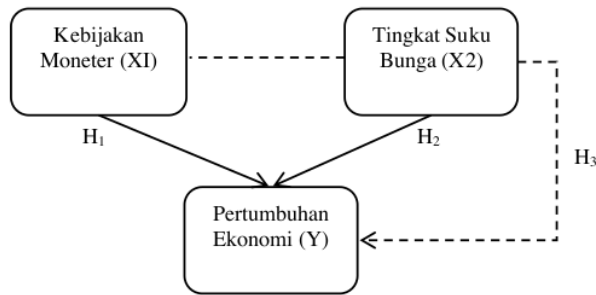 Kebijakan
Moneter (XI)
Tingkat Suku
Bunga (X2)
H₁
H₂
H₃
Pertumbuhan
Ekonomi (Y)